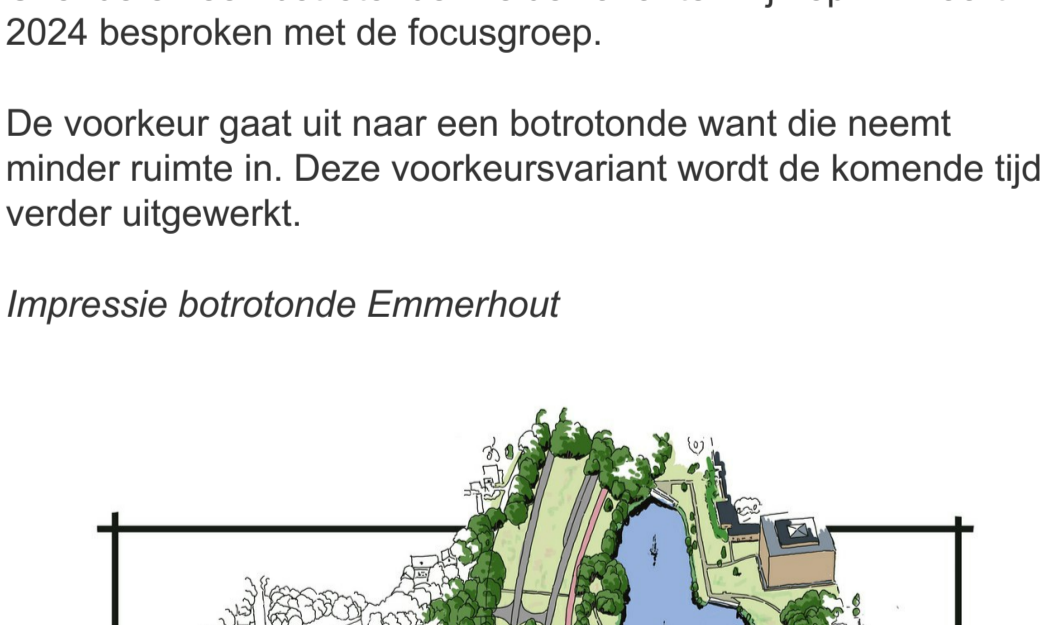 2024 besproken met de focusgroep.
De voorkeur gaat uit naar een botrotonde want die neemt
minder ruimte in. Deze voorkeursvariant wordt de komende tijd
verder uitgewerkt.
Impressie botrotonde Emmerhout